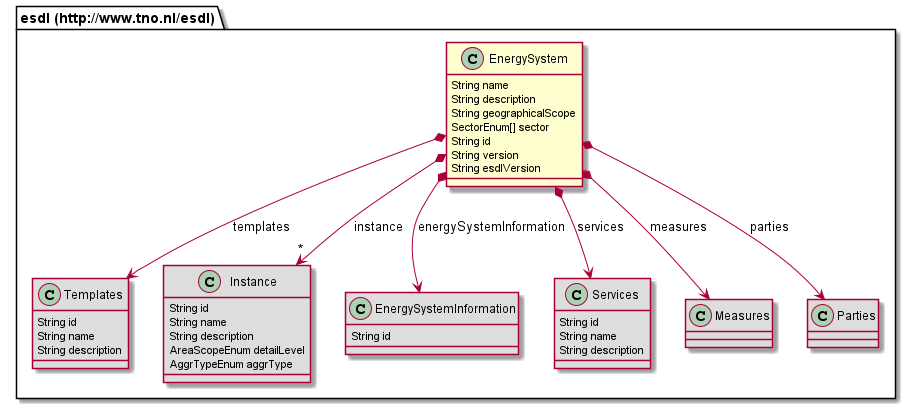 esdl (http://www.tno.nl/esdl)
C EnergySystem
String name
String description
String geographicalScope
SectorEnum[] sector
String id
String version
String esdlVersion
templates
instance
energySystemInformation
services
measures
parties
*
C Templates
String id
String name
String description
C Instance
String id
String name
String description
AreaScopeEnum detailLevel
AggrTypeEnum aggrType
C EnergySystemInformation
String id
C Services
String id
String name
String description
C Measures
C Parties